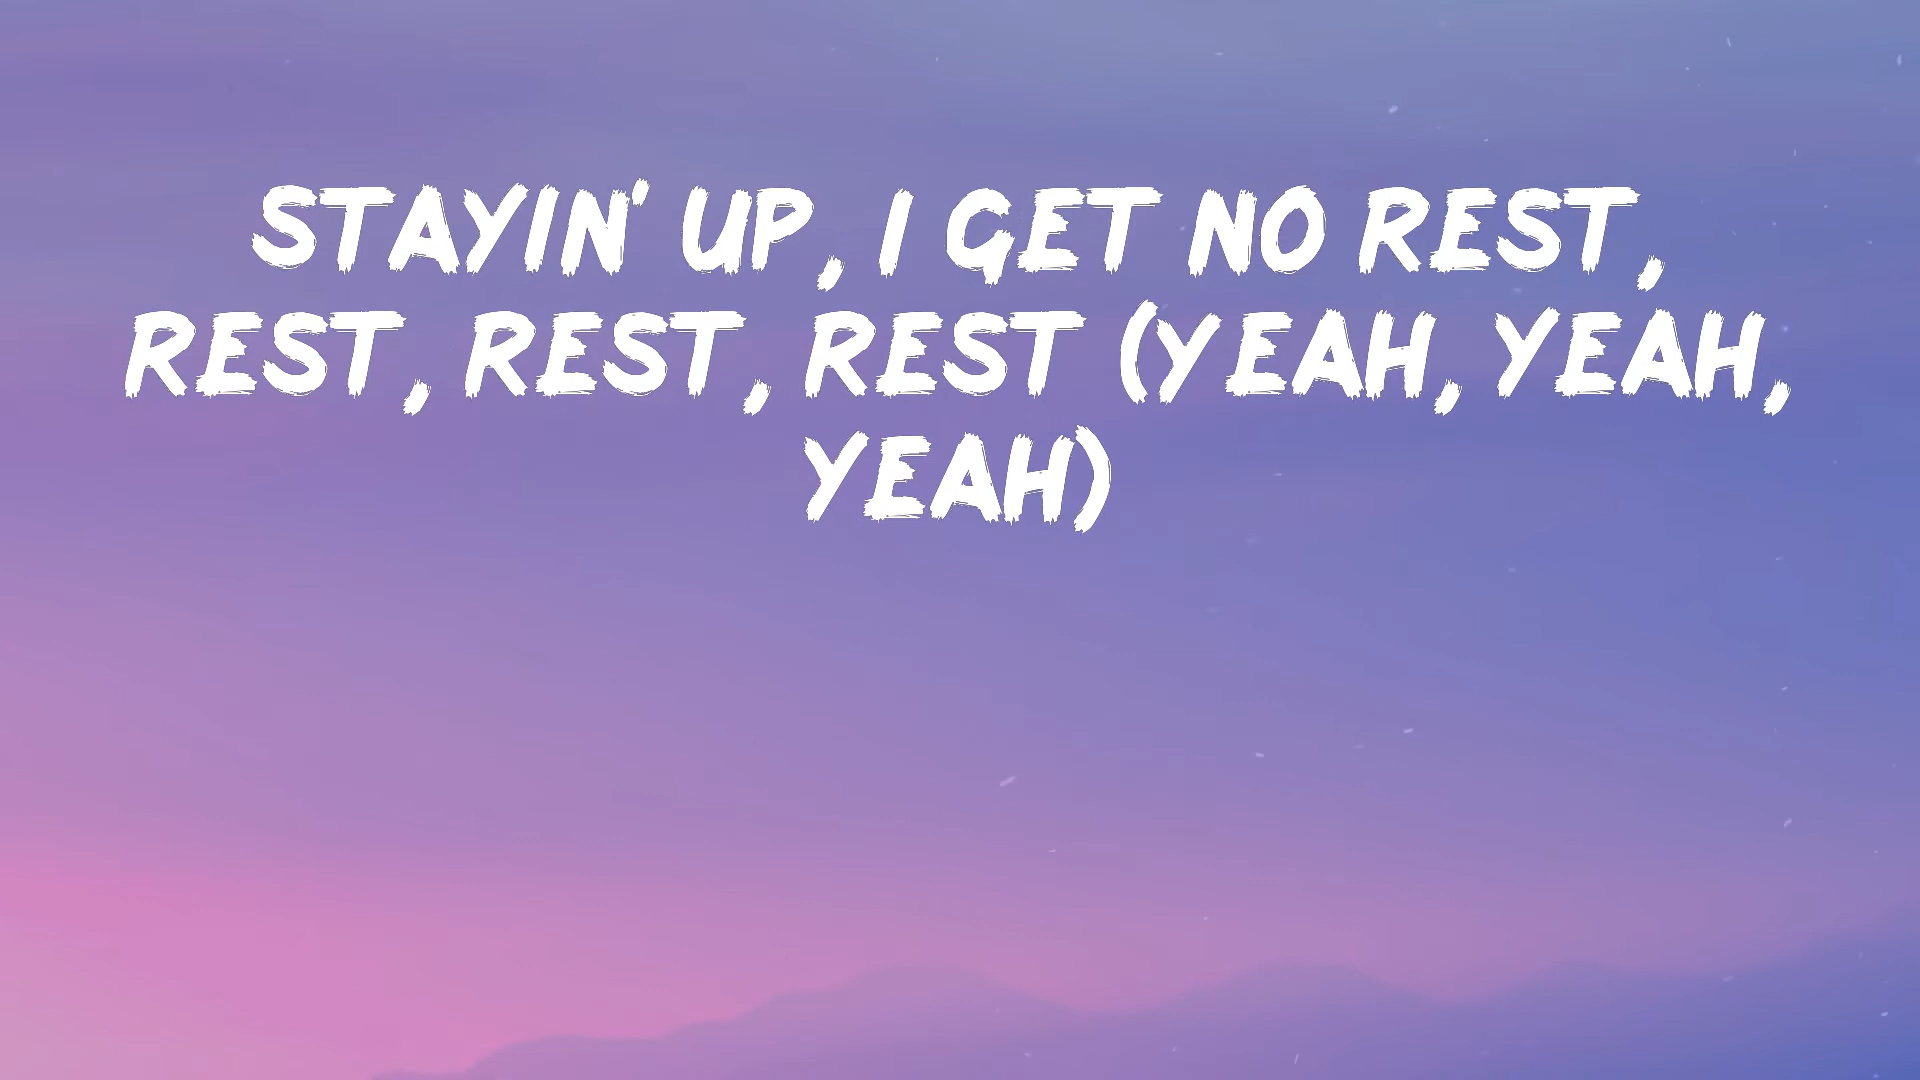 STAYIN' UP, I GET NO REST,
REST, REST, REST (YEAH, YEAH,
YEAH)